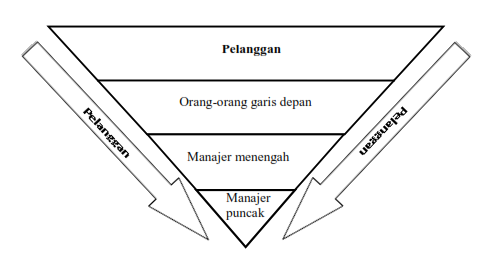 Pelanggan
Orang-orang garis depan
Pelanggan
Pelanggan
Manajer menengah
Manajer
puncak